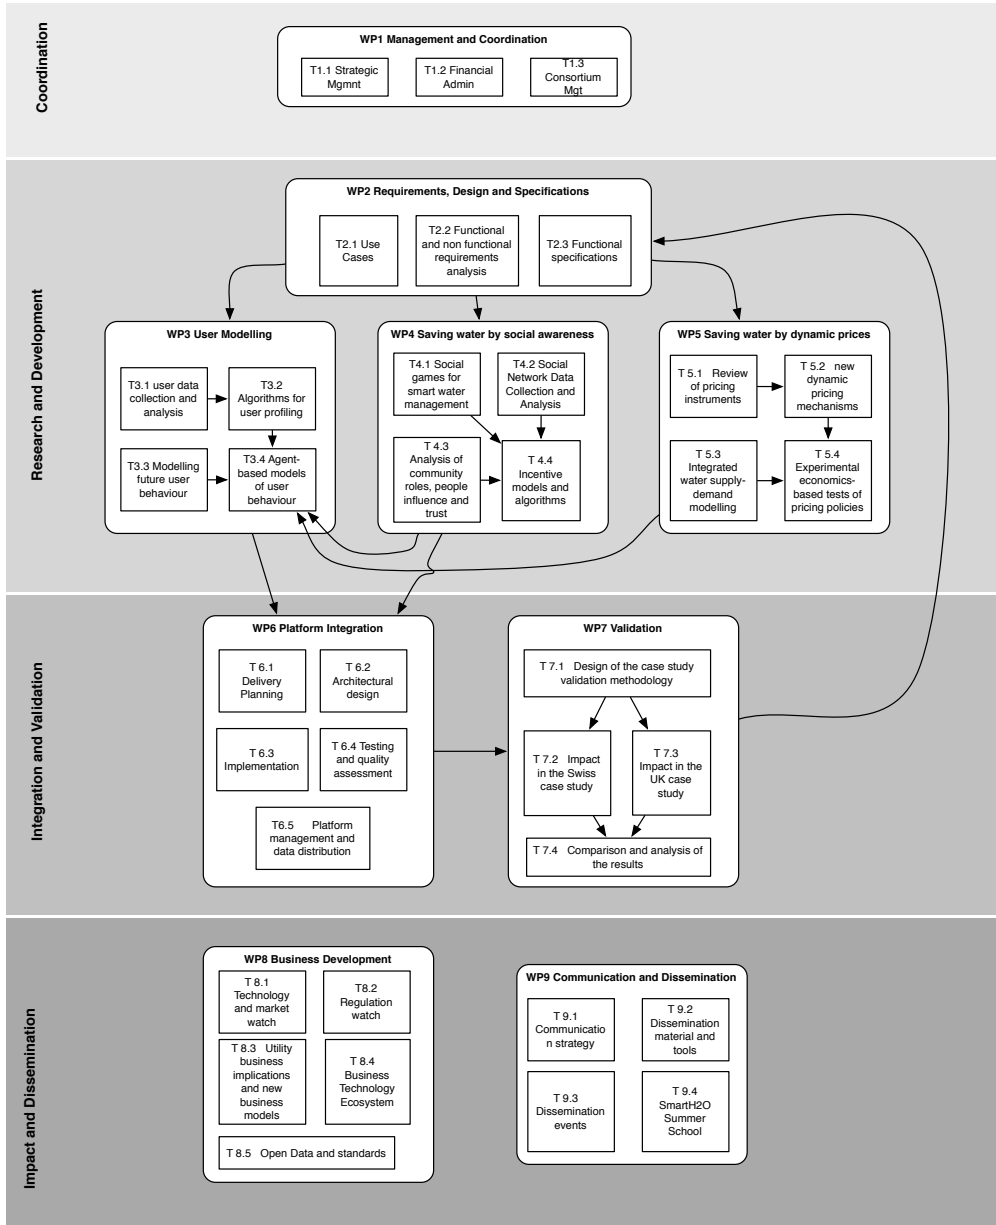 Coordination
WP1 Management and Coordination
T1.1 Strategic
Mgmnt
T1.2 Financial
Admin
T1.3
Consortium
Mgt
Research and Development
WP2 Requirements, Design and Specifications
T2.1 Use
Cases
T2.2 Functional
and non functional
requirements
analysis
T2.3 Functional
specifications
WP3 User Modelling
T3.1 user data
collection and
analysis
T3.2
Algorithms for
user profiling
T3.3 Modelling
future user
behaviour
T3.4 Agent-
based models
of user
behaviour
WP4 Saving water by social awareness
T4.1 Social
games for
smart water
management
T4.2 Social
Network Data
Collection and
Analysis
T 4.3
Analysis of
community
roles, people
influence and
trust
T 4.4
Incentive
models and
algorithms
WP5 Saving water by dynamic prices
T 5.1 Review
of pricing
instruments
T 5.2 new
dynamic
pricing
mechanisms
T 5.3
Integrated
water supply-
demand
modelling
T 5.4
Experimental
economics-
based tests of
pricing policies
Integration and Validation
WP6 Platform Integration
T 6.1
Delivery
Planning
T 6.2
Architectural
design
T 6.3
Implementation
T 6.4 Testing
and quality
assessment
T6.5 Platform
management and
data distribution
WP7 Validation
T 7.1 Design of the case study
validation methodology
T 7.2 Impact
in the Swiss
case study
T 7.3
Impact in the
UK case
study
T 7.4 Comparison and analysis of
the results
Impact and Dissemination
WP8 Business Development
T 8.1
Technology
and market
watch
T8.2
Regulation
watch
T 8.3 Utility
business
implications
and new
business
models
T 8.4
Business
Technology
Ecosystem
T 8.5 Open Data and standards
WP9 Communication and Dissemination
T 9.1
Communicatio
n strategy
T 9.2
Dissemination
material and
tools
T 9.3
Dissemination
events
T 9.4
SmartH2O
Summer
School